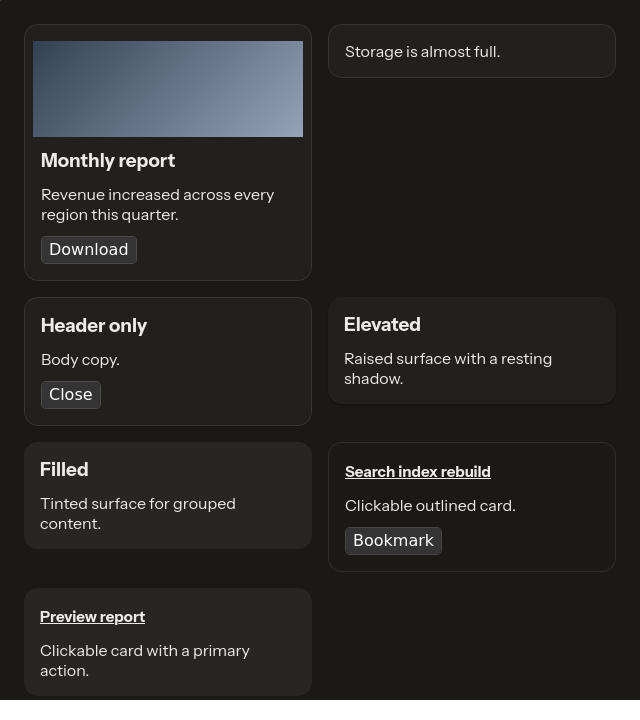 Monthly report
Revenue increased across every
region this quarter.
Download
Storage is almost full.
Header only
Body copy.
Close
Elevated
Raised surface with a resting
shadow.
Filled
Tinted surface for grouped
content.
Search index rebuild
Clickable outlined card.
Bookmark
Preview report
Clickable card with a primary
action.